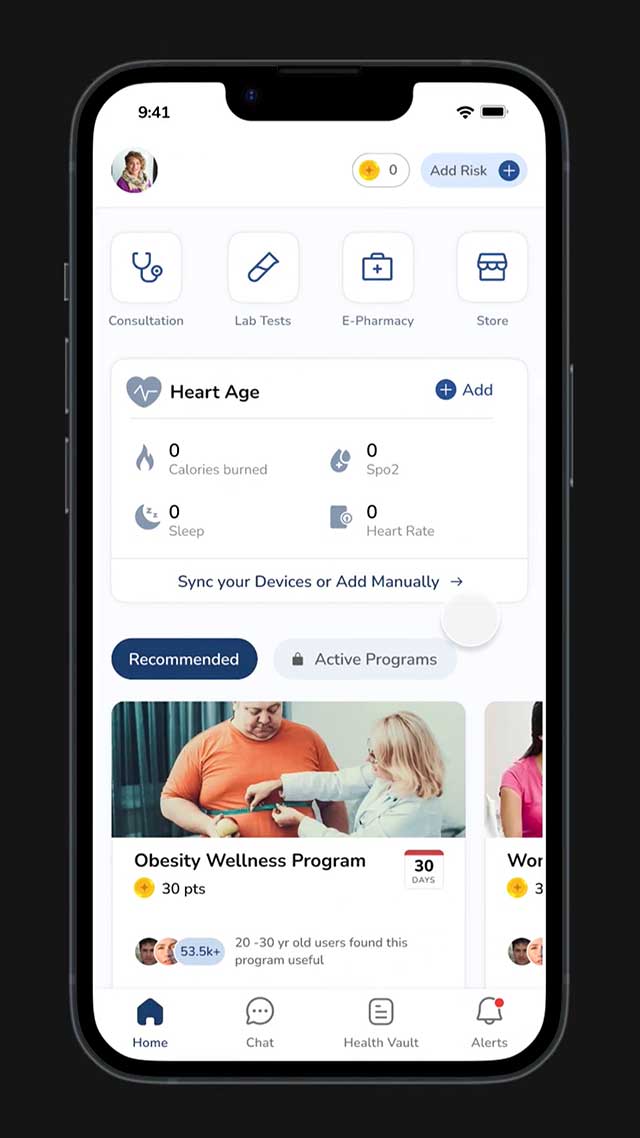 9:41
0
Add Risk
Consultation
Lab Tests
E-Pharmacy
Store
Heart Age
Add
0
Calories burned
0
Spo2
0
Sleep
0
Heart Rate
Sync your Devices or Add Manually →
Recommended
Active Programs
Obesity Wellness Program
30
DAYS
30 pts
53.5k+
20 -30 yr old users found this
program useful
Wor
3
Home
Chat
Health Vault
Alerts